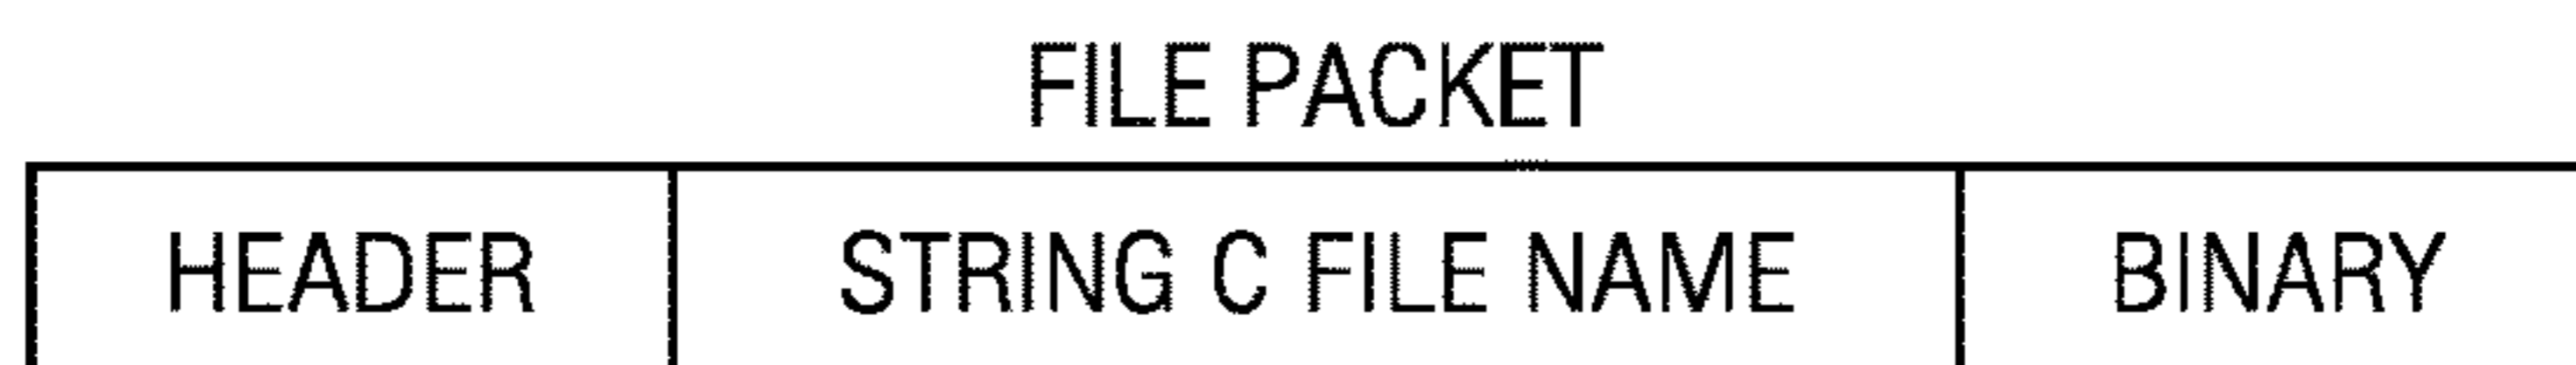 FILE PACKET
HEADER STRING C FILE NAME BINARY